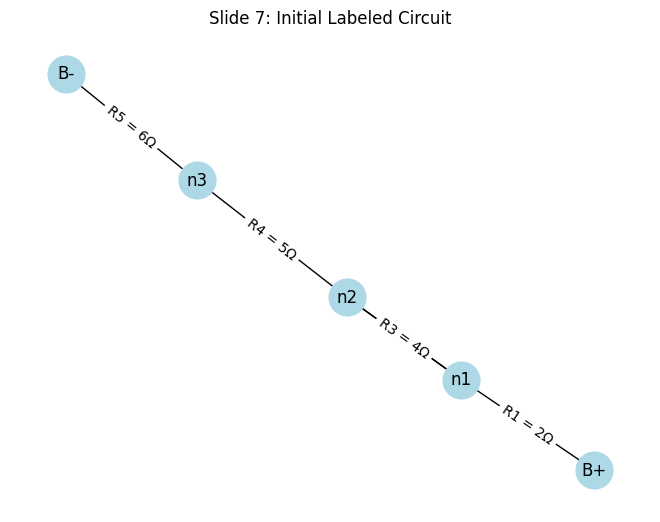 Slide 7: Initial Labeled Circuit
B-
R5 = 6Ω
n3
R4 = 5Ω
n2
R3 = 4Ω
n1
R1 = 2Ω
B+